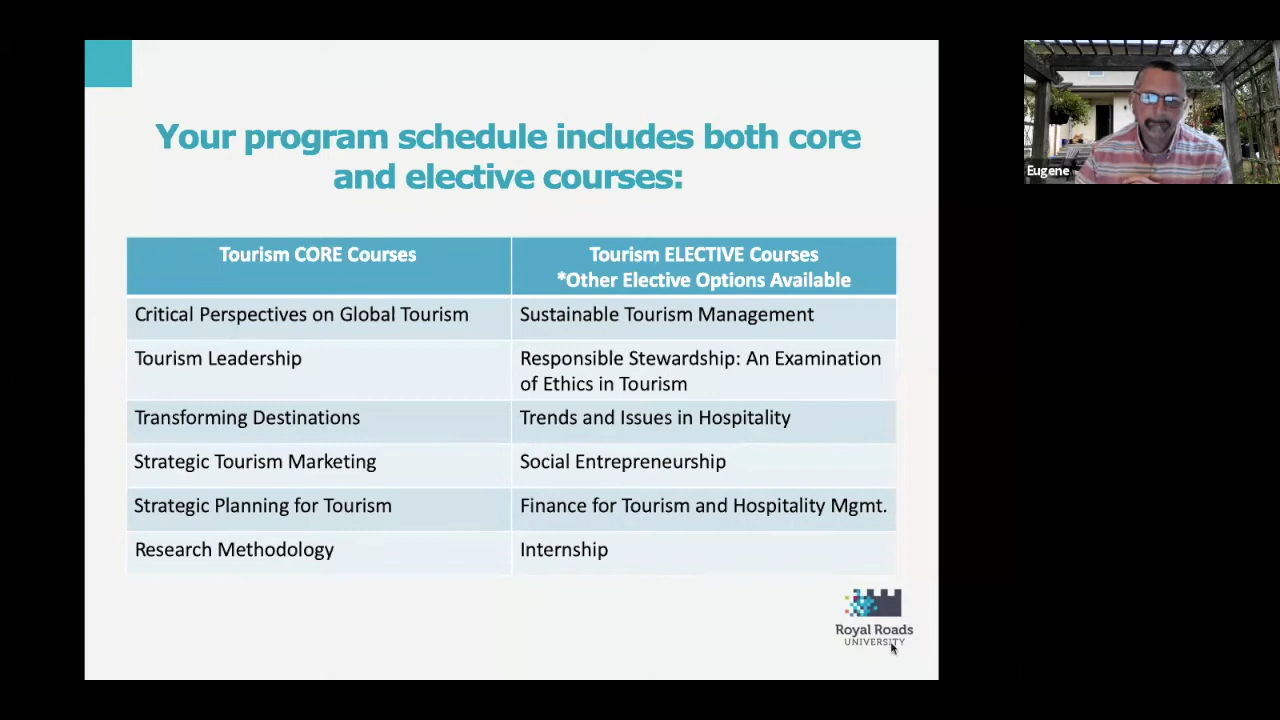 Your program schedule includes both core
and elective courses:
Tourism CORE Courses
Tourism ELECTIVE Courses
*Other Elective Options Available
Critical Perspectives on Global Tourism
Sustainable Tourism Management
Tourism Leadership
Responsible Stewardship: An Examination
of Ethics in Tourism
Transforming Destinations
Trends and Issues in Hospitality
Strategic Tourism Marketing
Social Entrepreneurship
Strategic Planning for Tourism
Finance for Tourism and Hospitality Mgmt.
Research Methodology
Internship
Royal Roads
UNIVERSITY
Eugene